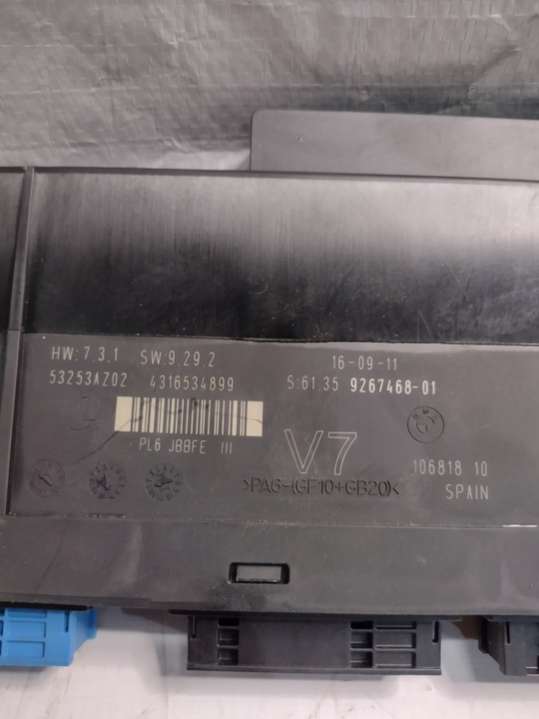 HW:7.3.1 SW:9.29.2 16-09-11
53253AZ02 4316534899 S:61.35 9267468-01
PL6 JBBFE III
V7
106818 10
>PA6-(GF10+GB20)<
SPAIN